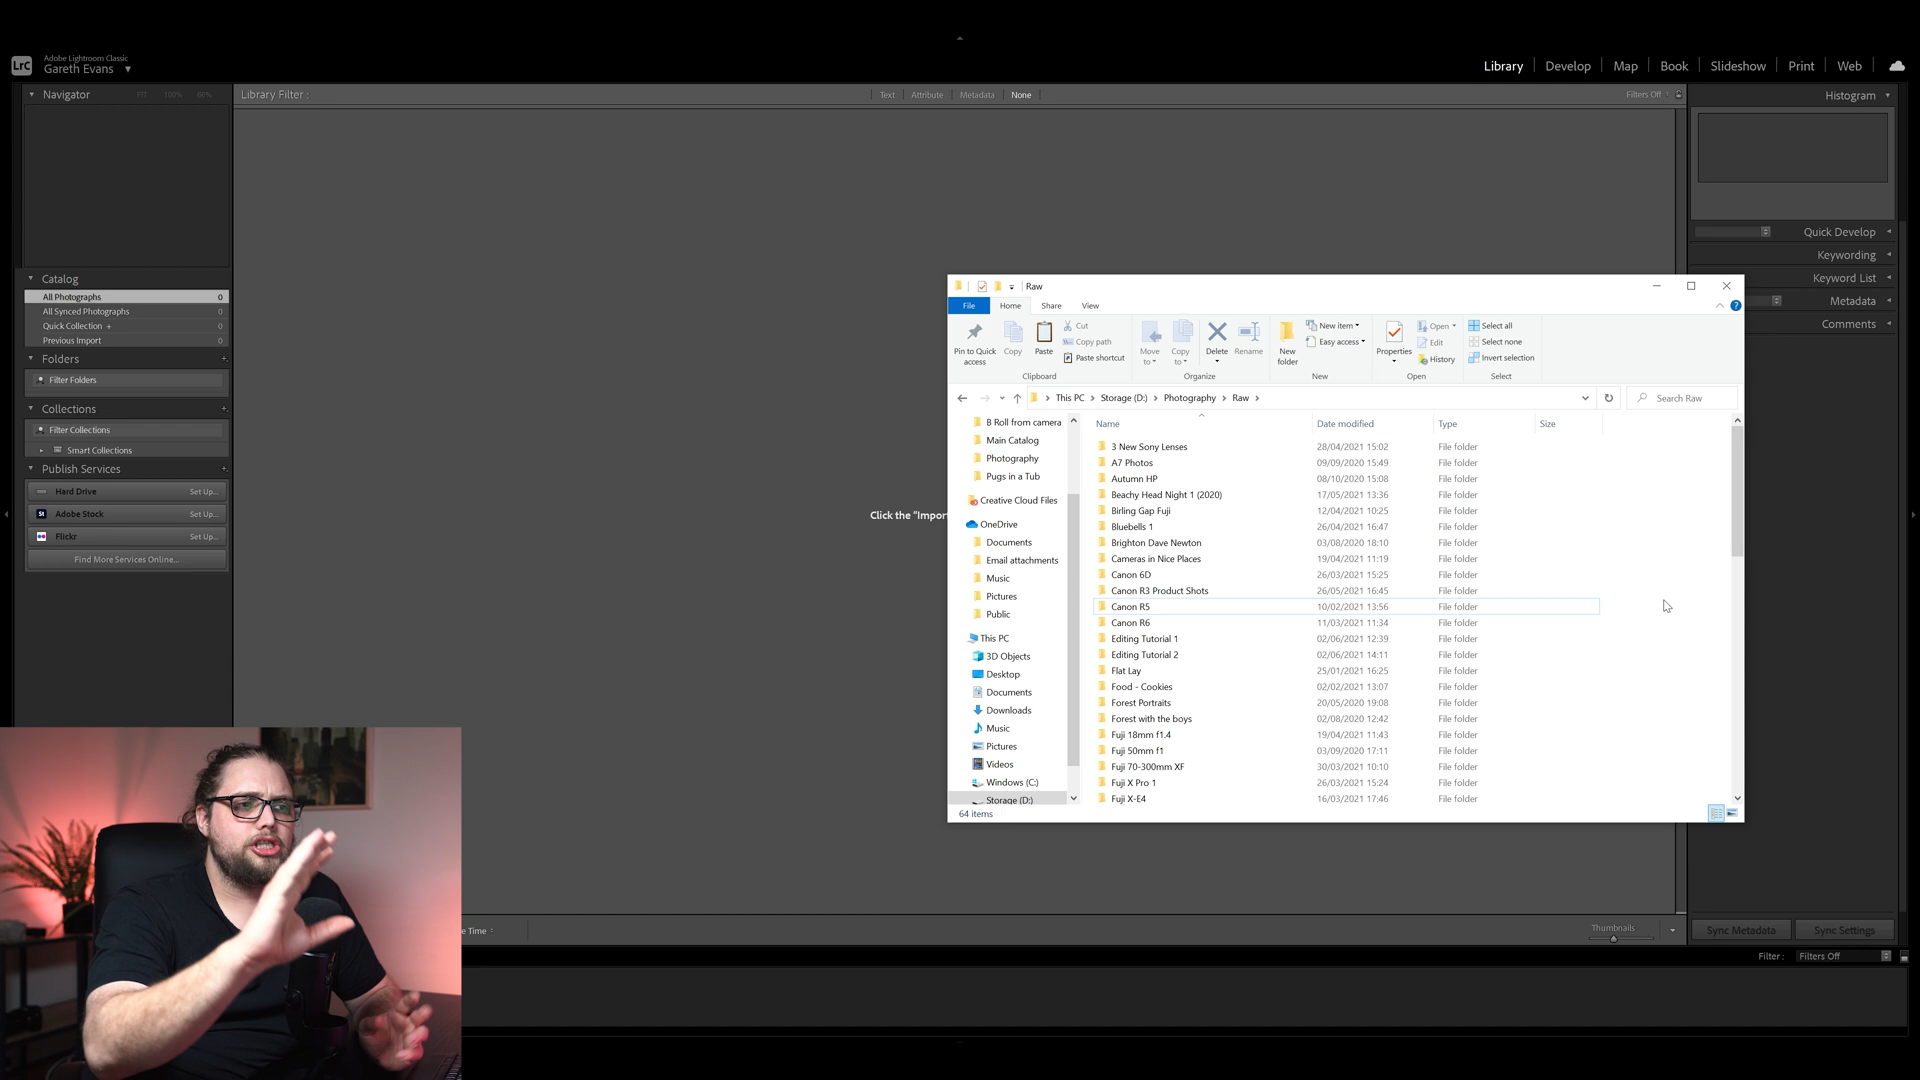 LrC
Adobe Lightroom Classic
Gareth Evans
Library
Develop
Map
Book
Slideshow
Print
Web
Navigator
FIT
100%
Library Filter :
Text
Attribute
Metadata
None
Filters Off
Histogram
Quick Develop
Keywording
Keyword List
Metadata
Comments
Catalog
All Photographs 0
All Synced Photographs 0
Quick Collection + 0
Previous Import 0
Folders
Filter Folders
Collections
Filter Collections
Smart Collections
Publish Services
Hard Drive Set Up...
St Adobe Stock Set Up...
Flickr Set Up...
Find More Services Online...
Click the "Impor
Raw
File
Home
Share
View
Pin to Quick access
Copy
Paste
Cut
Copy path
Paste shortcut
Clipboard
Move to
Copy to
Delete
Rename
Organize
New folder
New item
Easy access
New
Properties
Open
Edit
History
Open
Select all
Select none
Invert selection
Select
This PC > Storage (D:) > Photography > Raw >
Search Raw
B Roll from camera
Main Catalog
Photography
Pugs in a Tub
Creative Cloud Files
OneDrive
Documents
Email attachments
Music
Pictures
Public
This PC
3D Objects
Desktop
Documents
Downloads
Music
Pictures
Videos
Windows (C:)
Storage (D:)
Name Date modified Type Size
3 New Sony Lenses 28/04/2021 15:02 File folder
A7 Photos 09/09/2020 15:49 File folder
Autumn HP 08/10/2020 15:08 File folder
Beachy Head Night 1 (2020) 17/05/2021 13:36 File folder
Birling Gap Fuji 12/04/2021 10:25 File folder
Bluebells 1 26/04/2021 16:47 File folder
Brighton Dave Newton 03/08/2020 18:10 File folder
Cameras in Nice Places 19/04/2021 11:19 File folder
Canon 6D 26/03/2021 15:25 File folder
Canon R3 Product Shots 26/05/2021 16:45 File folder
Canon R5 10/02/2021 13:56 File folder
Canon R6 11/03/2021 11:34 File folder
Editing Tutorial 1 02/06/2021 12:39 File folder
Editing Tutorial 2 02/06/2021 14:11 File folder
Flat Lay 25/01/2021 16:25 File folder
Food - Cookies 02/02/2021 13:07 File folder
Forest Portraits 20/05/2020 19:08 File folder
Forest with the boys 02/08/2020 12:42 File folder
Fuji 18mm f1.4 19/04/2021 11:43 File folder
Fuji 50mm f1 03/09/2020 17:11 File folder
Fuji 70-300mm XF 30/03/2021 10:10 File folder
Fuji X Pro 1 26/03/2021 15:24 File folder
Fuji X-E4 16/03/2021 17:46 File folder
64 items
e Time
Thumbnails
Sync Metadata
Sync Settings
Filter :
Filters Off